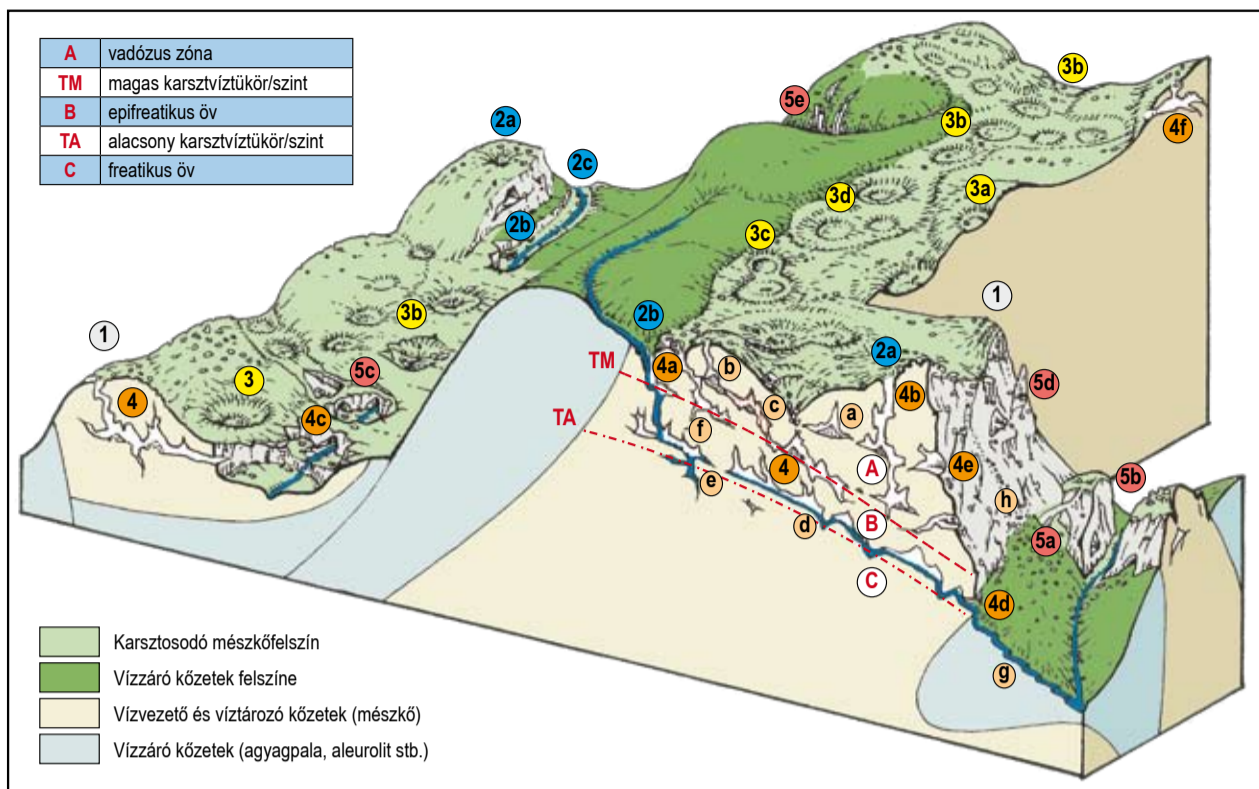 A vadózus zóna
TM magas karsztvíztükör/szint
B epifreatikus öv
TA alacsony karsztvíztükör/szint
C freatikus öv
3b
5e
2a
3b
4f
2c
3d
3a
2b
3c
1
3b
2b
1
2a
TM
4a
b
5c
5d
3
4
4b
c
a
TA
4c
f
4
A
4e
5b
e
h
d
B
5a
C
4d
g
Karsztosodó mészkőfelszín
Vízzáró kőzetek felszíne
Vízvezető és víztározó kőzetek (mészkő)
Vízzáró kőzetek (agyagpala, aleurolit stb.)